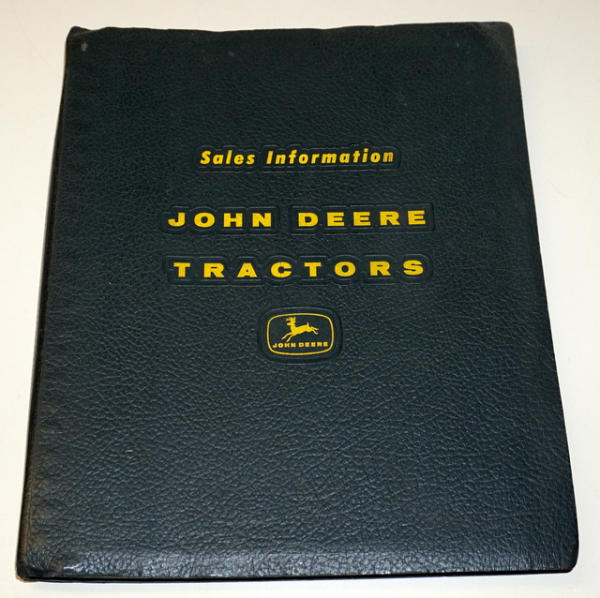 Sales Information
JOHN DEERE
TRACTORS
JOHN DEERE